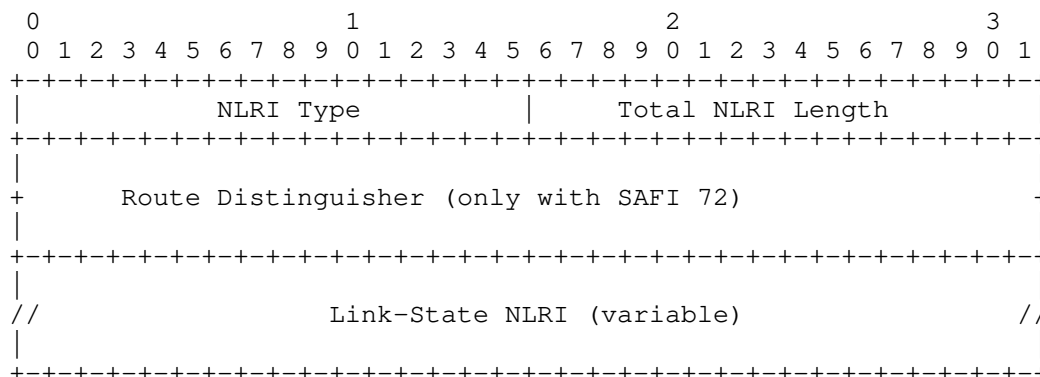 0                   1                   2                   3
 0 1 2 3 4 5 6 7 8 9 0 1 2 3 4 5 6 7 8 9 0 1 2 3 4 5 6 7 8 9 0 1
+-+-+-+-+-+-+-+-+-+-+-+-+-+-+-+-+-+-+-+-+-+-+-+-+-+-+-+-+-+-+-+-
|            NLRI Type          |     Total NLRI Length
+-+-+-+-+-+-+-+-+-+-+-+-+-+-+-+-+-+-+-+-+-+-+-+-+-+-+-+-+-+-+-+-
|
+      Route Distinguisher (only with SAFI 72)                  -
|
+-+-+-+-+-+-+-+-+-+-+-+-+-+-+-+-+-+-+-+-+-+-+-+-+-+-+-+-+-+-+-+-
|
//                  Link-State NLRI (variable)                 //
|
+-+-+-+-+-+-+-+-+-+-+-+-+-+-+-+-+-+-+-+-+-+-+-+-+-+-+-+-+-+-+-+-